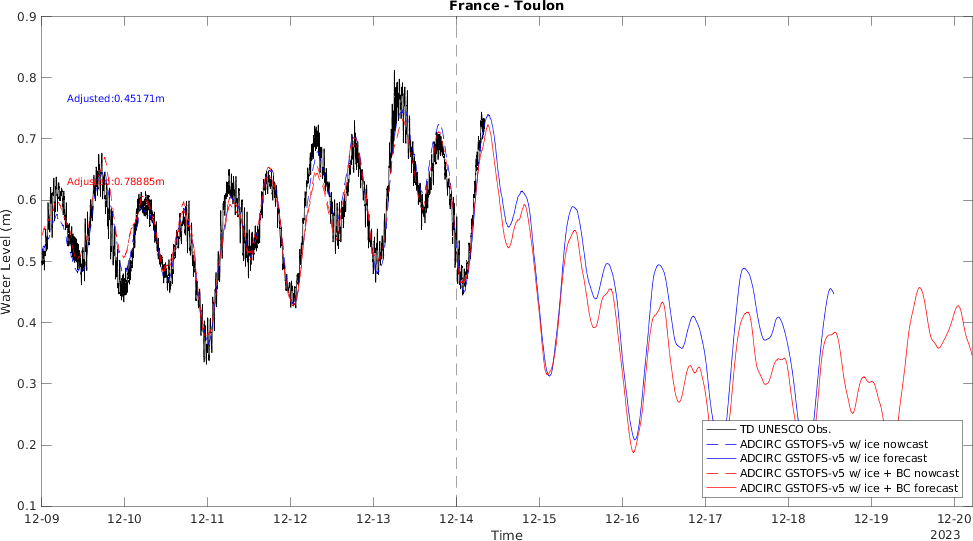 France - Toulon
0.9
0.8
0.7
0.6
0.5
0.4
0.3
0.2
0.1
Water Level (m)
Adjusted:0.45171m
Adjusted:0.78885m
TD UNESCO Obs.
ADCIRC GSTOFS-v5 w/ ice nowcast
ADCIRC GSTOFS-v5 w/ ice forecast
ADCIRC GSTOFS-v5 w/ ice + BC nowcast
ADCIRC GSTOFS-v5 w/ ice + BC forecast
12-09 12-10 12-11 12-12 12-13 12-14 12-15 12-16 12-17 12-18 12-19 12-20
Time
2023